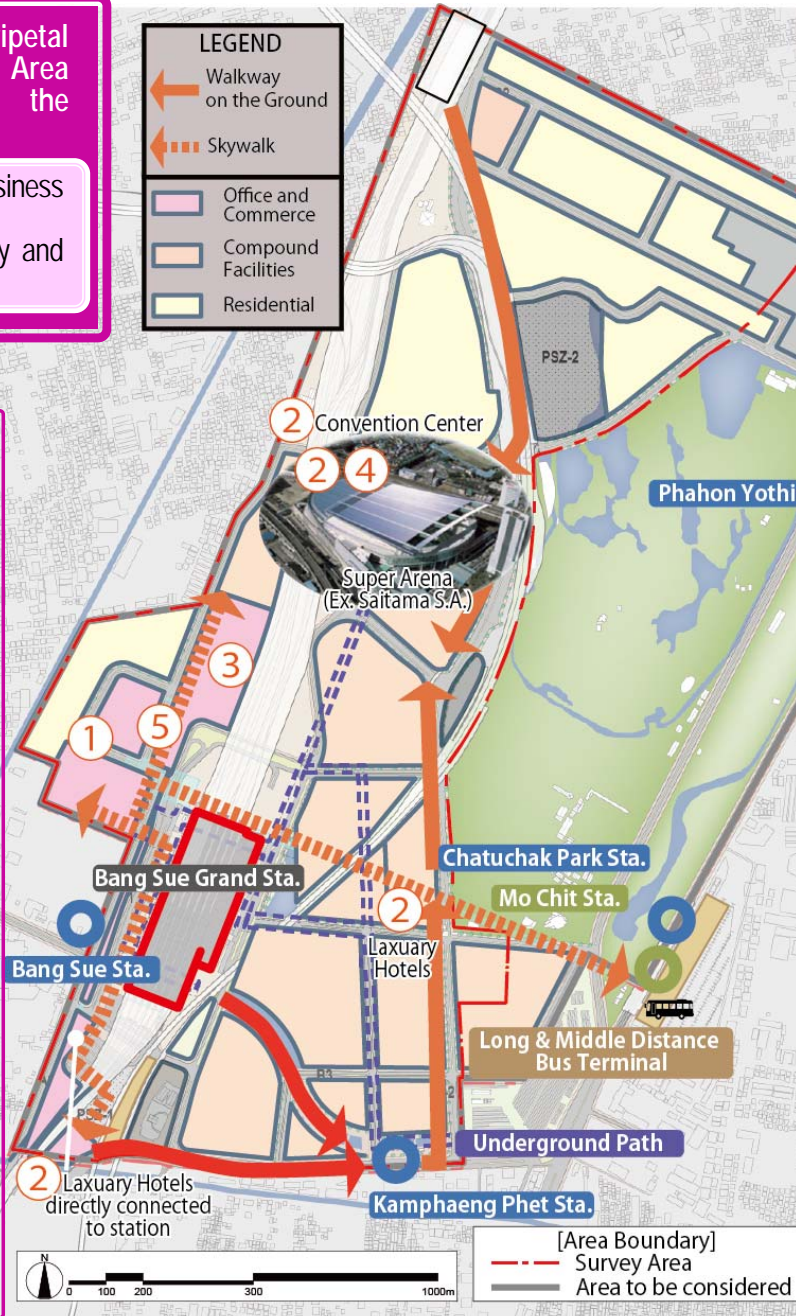 ipetal
Area
the
siness
y and
LEGEND
Walkway
on the Ground
Skywalk
Office and
Commerce
Compound
Facilities
Residential
PSZ-2
2 Convention Center
2 4
Phahon Yothi
Super Arena
(Ex. Saitama S.A.)
3
1
5
Chatuchak Park Sta.
Bang Sue Grand Sta.
Mo Chit Sta.
2
Laxuary
Hotels
Bang Sue Sta.
Long & Middle Distance
Bus Terminal
Underground Path
2 Laxuary Hotels
directly connected
to station
Kamphaeng Phet Sta.
N
0 100 200 300 1000m
[Area Boundary]
Survey Area
Area to be considered